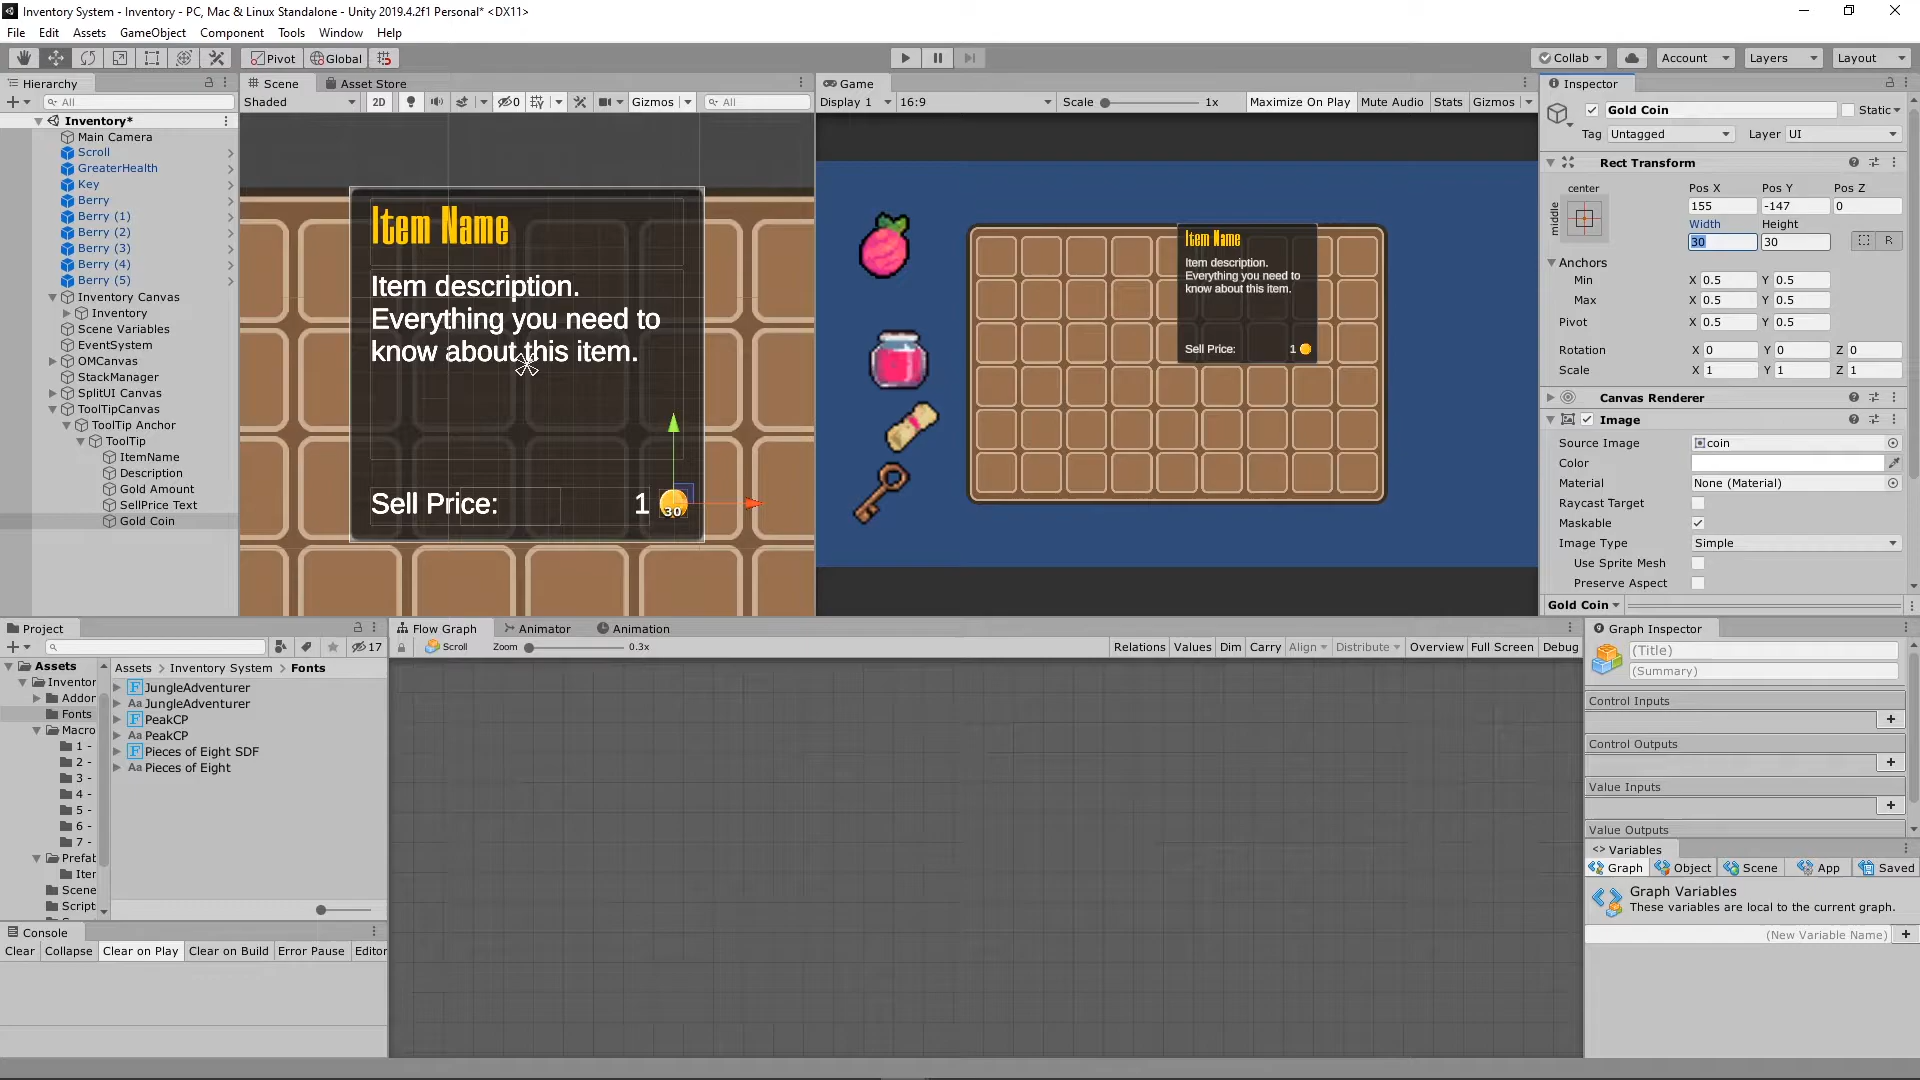 Inventory System - Inventory - PC, Mac & Linux Standalone - Unity 2019.4.2f1 Personal* <DX11>
File Edit Assets GameObject Component Tools Window Help
Pivot Global Collab Account Layers Layout
Hierarchy
All
Inventory*
Main Camera
Scroll
GreaterHealth
Key
Berry
Berry (1)
Berry (2)
Berry (3)
Berry (4)
Berry (5)
Inventory Canvas
Inventory
Scene Variables
EventSystem
OMCanvas
StackManager
SplitUI Canvas
ToolTipCanvas
ToolTip Anchor
ToolTip
ItemName
Description
Gold Amount
SellPrice Text
Gold Coin
Scene Asset Store
Shaded 2D 0 Gizmos All
Item Name
Item description.
Everything you need to
know about this item.
Sell Price: 1
30
Game
Display 1 16:9 Scale 1x Maximize On Play Mute Audio Stats Gizmos
Item Name
Item description.
Everything you need to
know about this item.
Sell Price: 1
Inspector
Gold Coin Static
Tag Untagged Layer UI
Rect Transform
center Pos X Pos Y Pos Z
middle 155 -147 0
Width Height
30 30 R
Anchors
Min X 0.5 Y 0.5
Max X 0.5 Y 0.5
Pivot X 0.5 Y 0.5
Rotation X 0 Y 0 Z 0
Scale X 1 Y 1 Z 1
Canvas Renderer
Image
Source Image coin
Color
Material None (Material)
Raycast Target
Maskable
Image Type Simple
Use Sprite Mesh
Preserve Aspect
Gold Coin
Project
17
Assets
Inventor
Addor
Fonts
Macro
1 -
2 -
3 -
4 -
5 -
6 -
7 -
Prefab
Iter
Scene
Script
Assets > Inventory System > Fonts
JungleAdventurer
Aa JungleAdventurer
PeakCP
Aa PeakCP
Pieces of Eight SDF
Aa Pieces of Eight
Console
Clear Collapse Clear on Play Clear on Build Error Pause Editor
Flow Graph Animator Animation
Scroll Zoom 0.3x Relations Values Dim Carry Align Distribute Overview Full Screen Debug
Graph Inspector
(Title)
(Summary)
Control Inputs
Control Outputs
Value Inputs
Value Outputs
<> Variables
Graph Object Scene App Saved
Graph Variables
These variables are local to the current graph.
(New Variable Name)